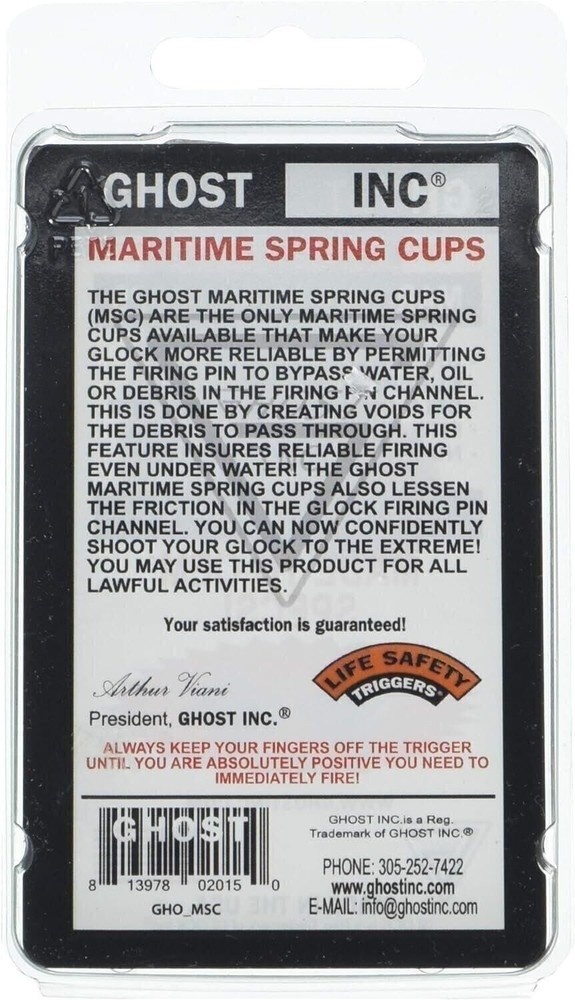 GHOST INC®
MARITIME SPRING CUPS
THE GHOST MARITIME SPRING CUPS
(MSC) ARE THE ONLY MARITIME SPRING
CUPS AVAILABLE THAT MAKE YOUR
GLOCK MORE RELIABLE BY PERMITTING
THE FIRING PIN TO BYPASS WATER, OIL
OR DEBRIS IN THE FIRING PIN CHANNEL.
THIS IS DONE BY CREATING VOIDS FOR
THE DEBRIS TO PASS THROUGH. THIS
FEATURE INSURES RELIABLE FIRING
EVEN UNDER WATER! THE GHOST
MARITIME SPRING CUPS ALSO LESSEN
THE FRICTION IN THE GLOCK FIRING PIN
CHANNEL. YOU CAN NOW CONFIDENTLY
SHOOT YOUR GLOCK TO THE EXTREME!
YOU MAY USE THIS PRODUCT FOR ALL
LAWFUL ACTIVITIES.
Your satisfaction is guaranteed!
Arthur Viani
President, GHOST INC.®
LIFE SAFETY
TRIGGERS®
ALWAYS KEEP YOUR FINGERS OFF THE TRIGGER
UNTIL YOU ARE ABSOLUTELY POSITIVE YOU NEED TO
IMMEDIATELY FIRE!
GHOST
8 13978 02015 0
GHO_MSC
GHOST INC.is a Reg.
Trademark of GHOST INC.®
PHONE: 305-252-7422
www.ghostinc.com
E-MAIL: info@ghostinc.com